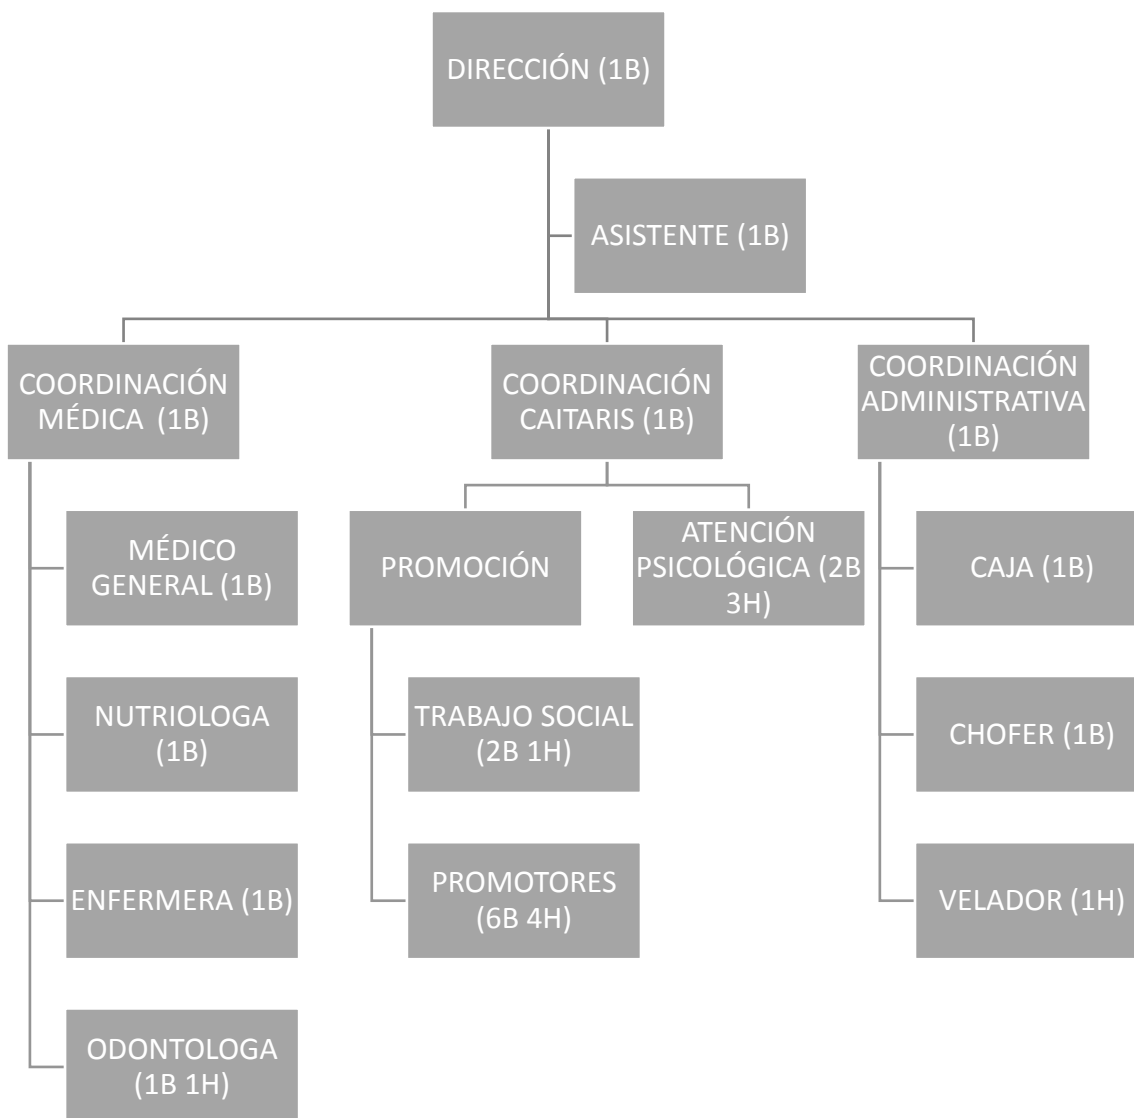 DIRECCIÓN (1B)
ASISTENTE (1B)
COORDINACIÓN
MÉDICA (1B)
COORDINACIÓN
CAITARIS (1B)
COORDINACIÓN
ADMINISTRATIVA
(1B)
MÉDICO
GENERAL (1B)
PROMOCIÓN
ATENCIÓN
PSICOLÓGICA (2B
3H)
CAJA (1B)
NUTRIOLOGA
(1B)
TRABAJO SOCIAL
(2B 1H)
CHOFER (1B)
ENFERMERA (1B)
PROMOTORES
(6B 4H)
VELADOR (1H)
ODONTOLOGA
(1B 1H)